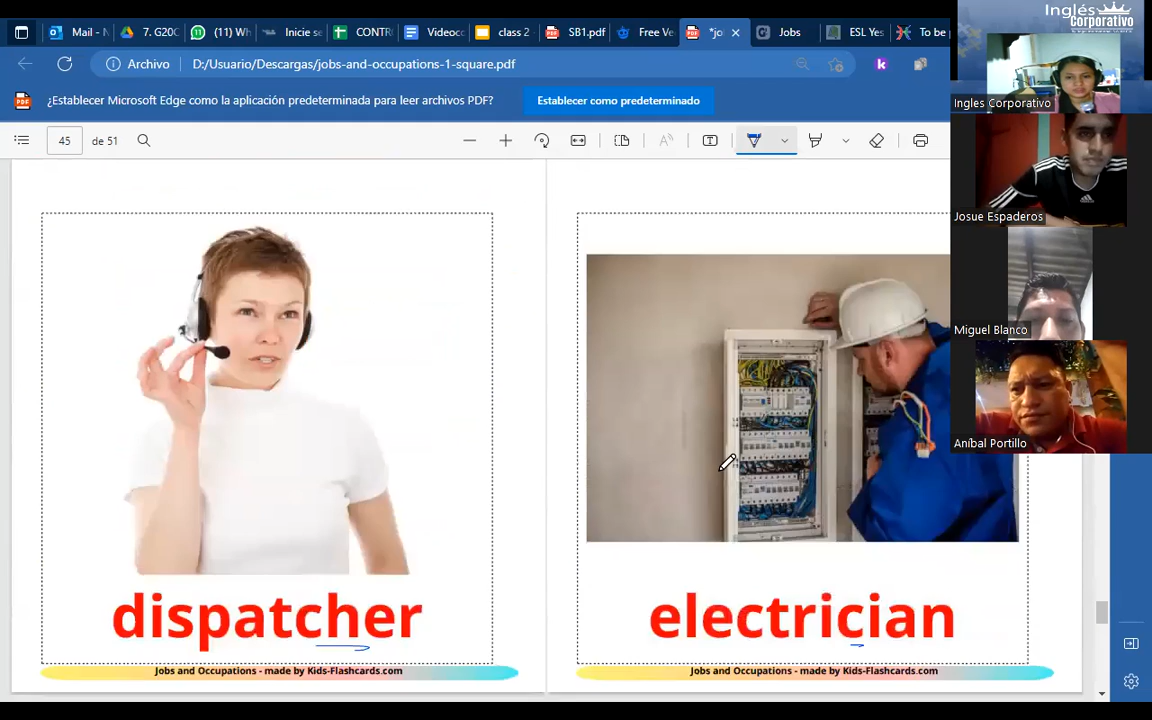 Mail - N
7. G20C
(11) Wh
Inicie se
CONTR
Videoco
class 2
SB1.pdf
Free Ve
*jo
Jobs
ESL Yes
To be p
Archivo
D:/Usuario/Descargas/jobs-and-occupations-1-square.pdf
¿Establecer Microsoft Edge como la aplicación predeterminada para leer archivos PDF?
Establecer como predeterminado
45 de 51
Inglés
Corporativo
Ingles Corporativo
Josue Espaderos
Miguel Blanco
Aníbal Portillo
dispatcher
Jobs and Occupations - made by Kids-Flashcards.com
electrician
Jobs and Occupations - made by Kids-Flashcards.com